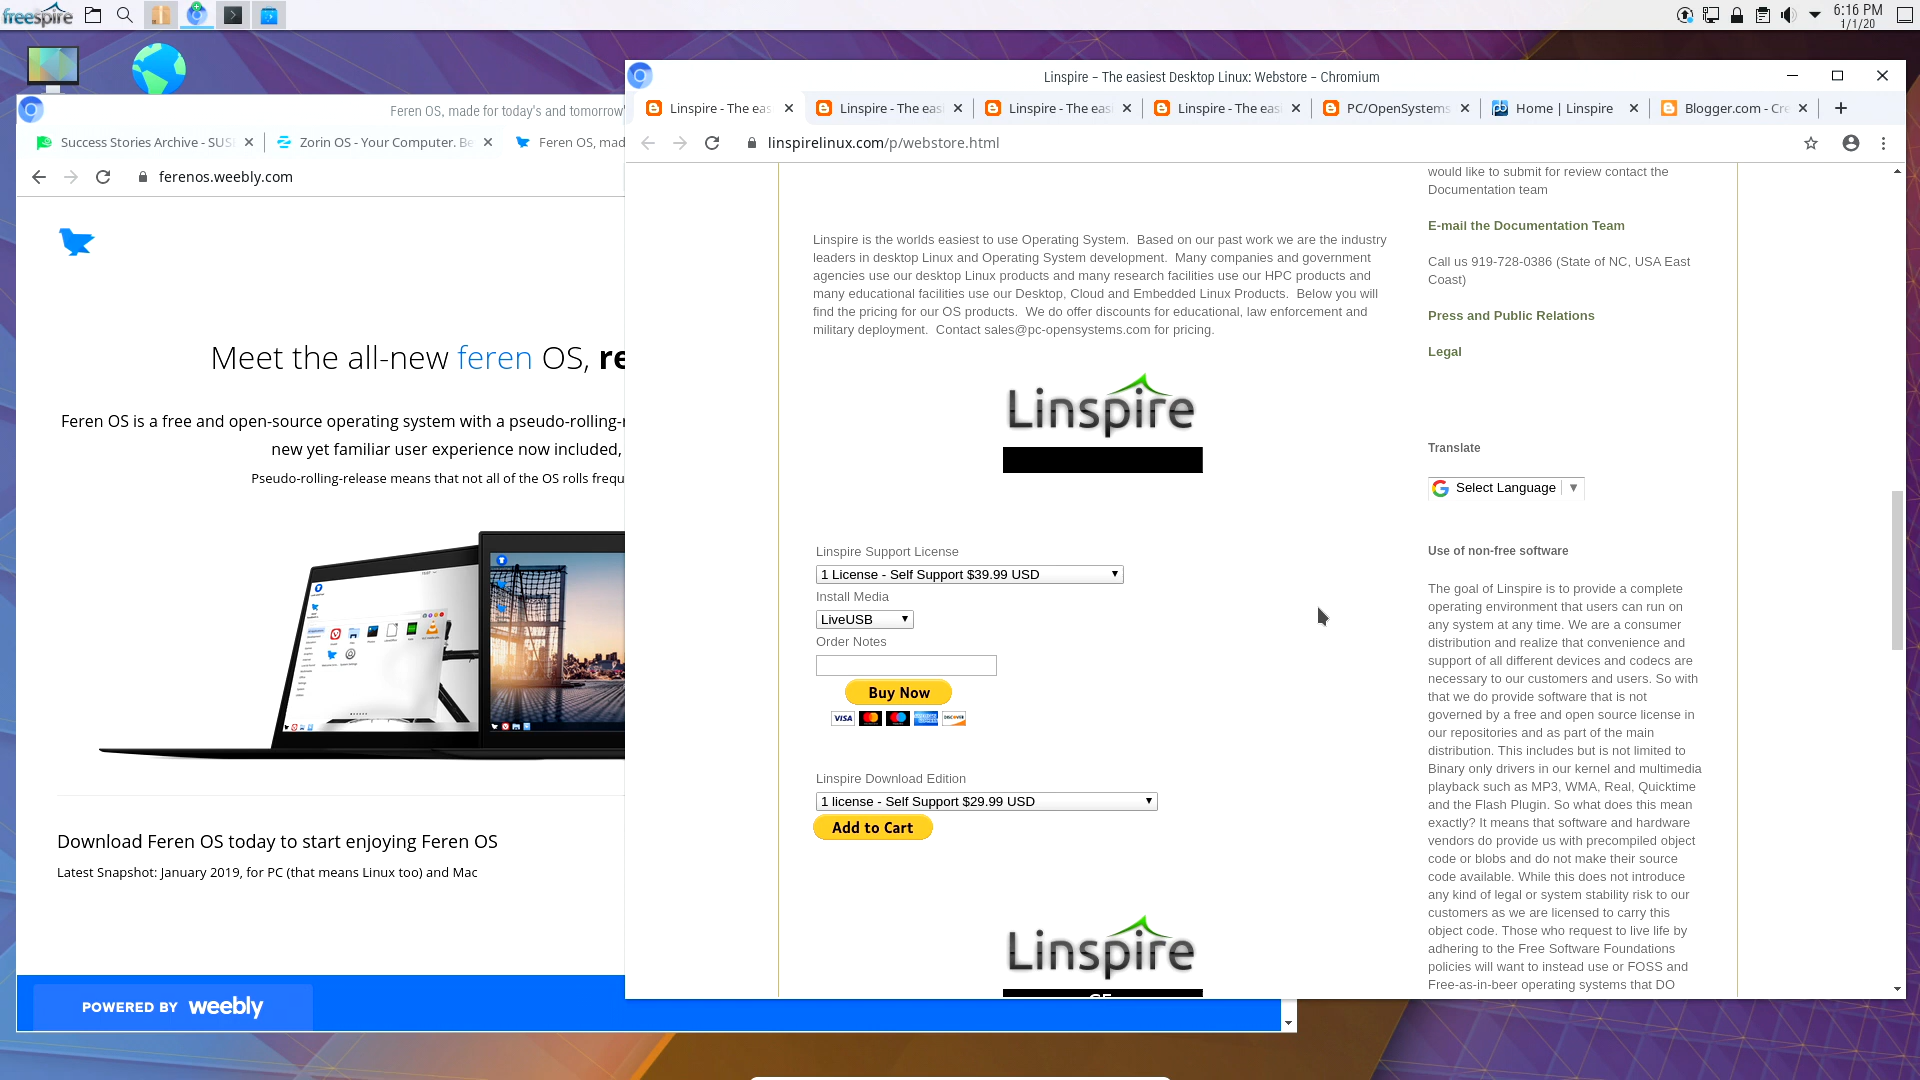 freespire
6:16 PM
1/1/20
Feren OS, made for today's and tomorrow'
Success Stories Archive - SUS
Zorin OS - Your Computer. Be
Feren OS, mad
ferenos.weebly.com
Meet the all-new feren OS, re
Feren OS is a free and open-source operating system with a pseudo-rolling-r
new yet familiar user experience now included,
Pseudo-rolling-release means that not all of the OS rolls frequ
Download Feren OS today to start enjoying Feren OS
Latest Snapshot: January 2019, for PC (that means Linux too) and Mac
POWERED BY weebly
Linspire – The easiest Desktop Linux: Webstore – Chromium
Linspire - The eas
Linspire - The easi
Linspire - The easi
Linspire - The easi
PC/OpenSystems
Home | Linspire
Blogger.com - Cre
linspirelinux.com/p/webstore.html
Linspire is the worlds easiest to use Operating System.  Based on our past work we are the industry
leaders in desktop Linux and Operating System development.  Many companies and government
agencies use our desktop Linux products and many research facilities use our HPC products and
many educational facilities use our Desktop, Cloud and Embedded Linux Products.  Below you will
find the pricing for our OS products.  We do offer discounts for educational, law enforcement and
military deployment.  Contact sales@pc-opensystems.com for pricing.
Linspire
Linspire Support License
1 License - Self Support $39.99 USD
Install Media
LiveUSB
Order Notes
Buy Now
VISA
DISCOVER
Linspire Download Edition
1 license - Self Support $29.99 USD
Add to Cart
Linspire
would like to submit for review contact the
Documentation team
E-mail the Documentation Team
Call us 919-728-0386 (State of NC, USA East
Coast)
Press and Public Relations
Legal
Translate
Select Language
Use of non-free software
The goal of Linspire is to provide a complete
operating environment that users can run on
any system at any time. We are a consumer
distribution and realize that convenience and
support of all different devices and codecs are
necessary to our customers and users. So with
that we do provide software that is not
governed by a free and open source license in
our repositories and as part of the main
distribution. This includes but is not limited to
Binary only drivers in our kernel and multimedia
playback such as MP3, WMA, Real, Quicktime
and the Flash Plugin. So what does this mean
exactly? It means that software and hardware
vendors do provide us with precompiled object
code or blobs and do not make their source
code available. While this does not introduce
any kind of legal or system stability risk to our
customers as we are licensed to carry this
object code. Those who request to live life by
adhering to the Free Software Foundations
policies will want to instead use or FOSS and
Free-as-in-beer operating systems that DO